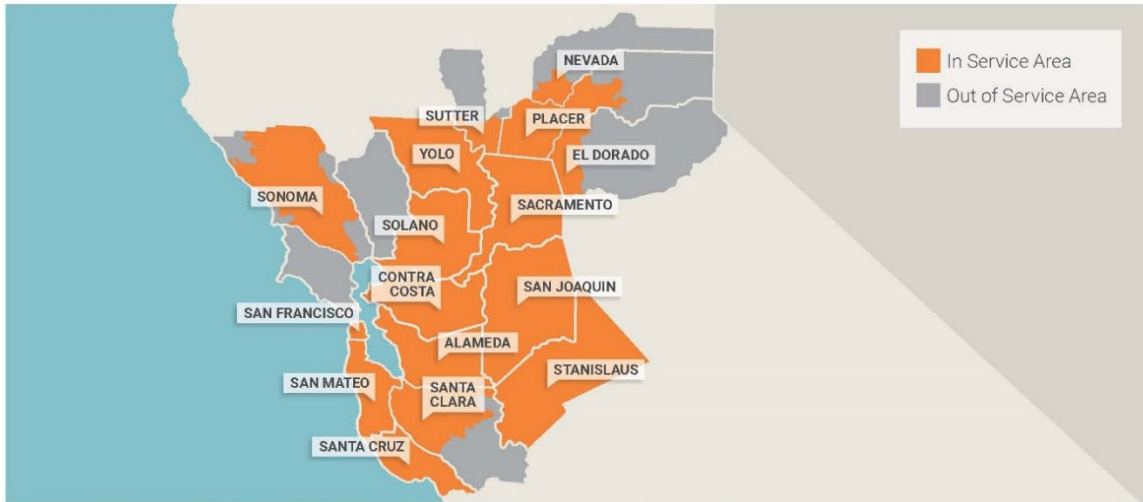 NEVADA
In Service Area
Out of Service Area
SUTTER
PLACER
YOLO
EL DORADO
SONOMA
SACRAMENTO
SOLANO
CONTRA
COSTA
SAN JOAQUIN
SAN FRANCISCO
ALAMEDA
STANISLAUS
SAN MATEO
SANTA
CLARA
SANTA CRUZ